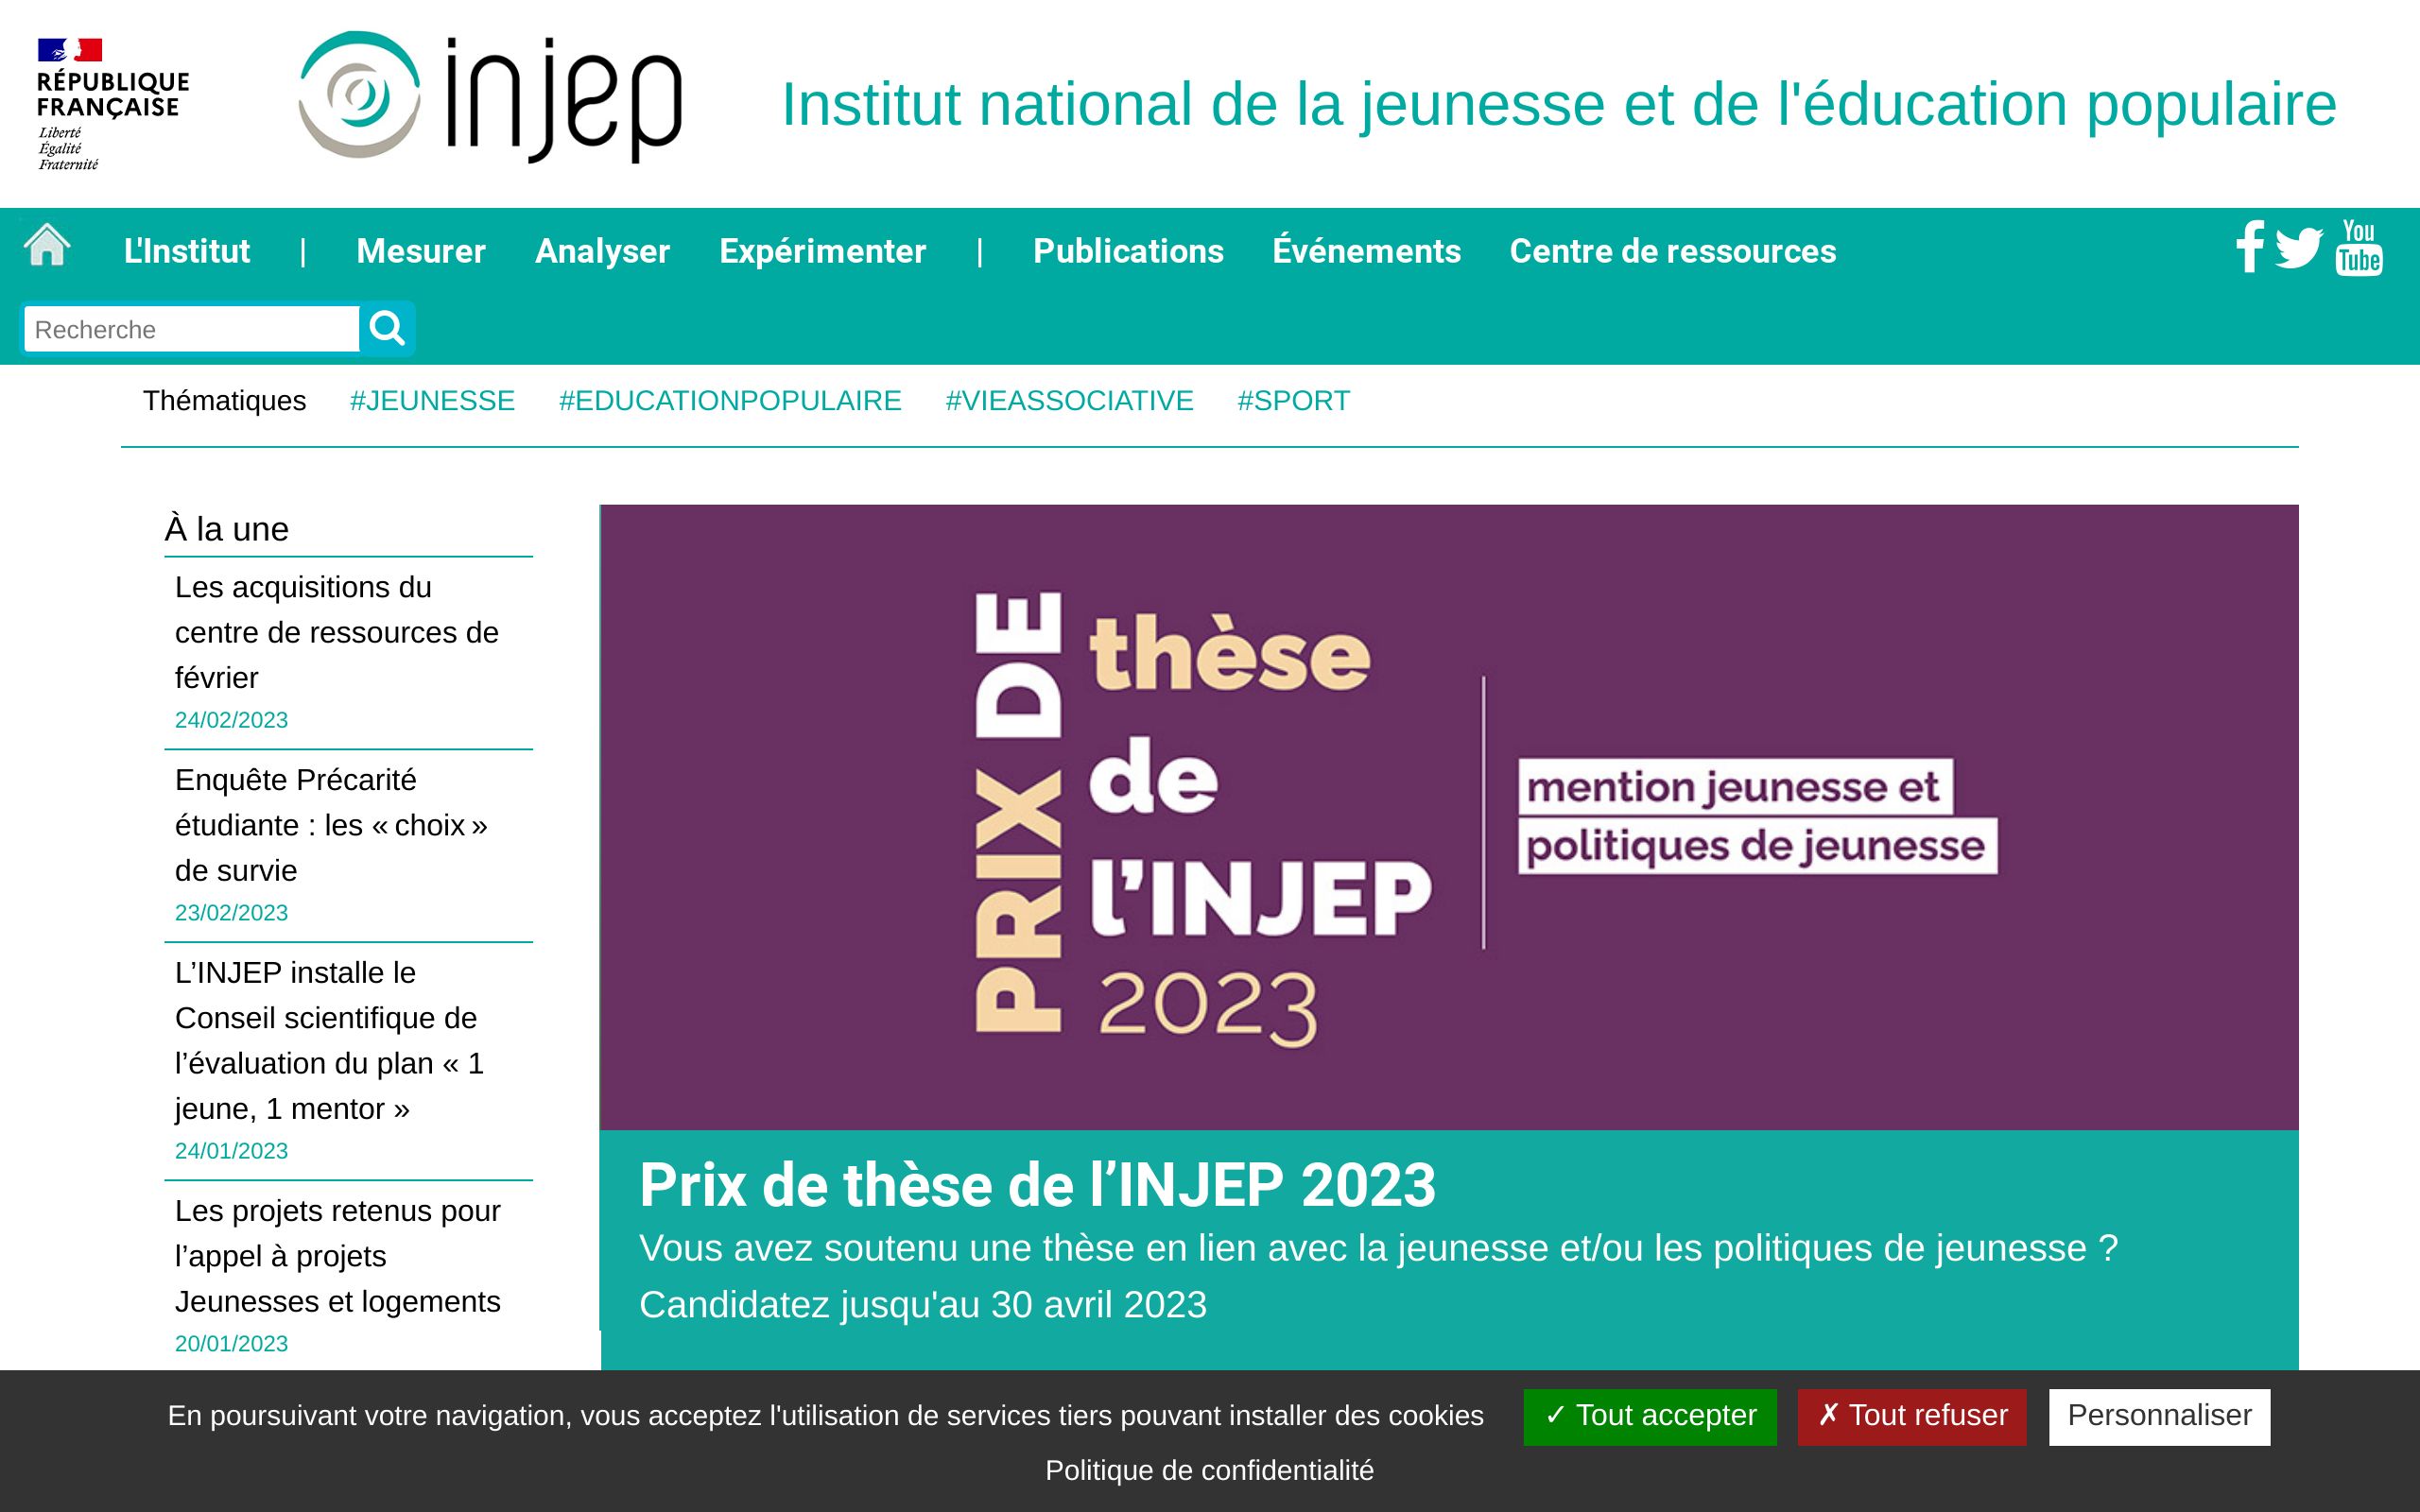 RÉPUBLIQUE
FRANÇAISE
Liberté
Égalité
Fraternité
injep
Institut national de la jeunesse et de l'éducation populaire
L'Institut | Mesurer Analyser Expérimenter | Publications Événements Centre de ressources
You
Tube
Recherche
Thématiques #JEUNESSE #EDUCATIONPOPULAIRE #VIEASSOCIATIVE #SPORT
À la une
Les acquisitions du
centre de ressources de
février
24/02/2023
Enquête Précarité
étudiante : les « choix »
de survie
23/02/2023
L’INJEP installe le
Conseil scientifique de
l’évaluation du plan « 1
jeune, 1 mentor »
24/01/2023
Les projets retenus pour
l’appel à projets
Jeunesses et logements
20/01/2023
PRIX DE
thèse
de
l’INJEP
2023
mention jeunesse et
politiques de jeunesse
Prix de thèse de l’INJEP 2023
Vous avez soutenu une thèse en lien avec la jeunesse et/ou les politiques de jeunesse ?
Candidatez jusqu'au 30 avril 2023
En poursuivant votre navigation, vous acceptez l'utilisation de services tiers pouvant installer des cookies ✓ Tout accepter ✗ Tout refuser Personnaliser
Politique de confidentialité